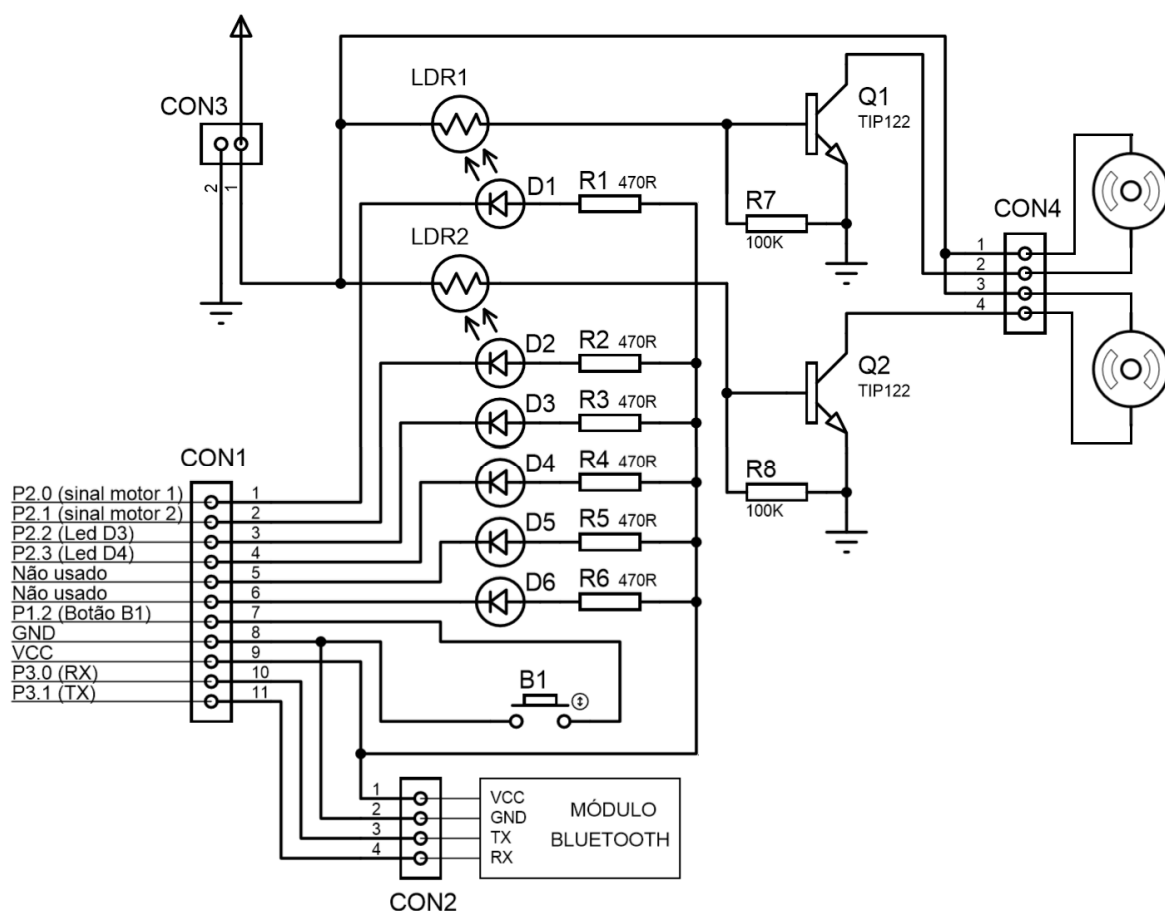 LDR1
CON3
2
1
Q1
TIP122
D1
R1 470R
R7
100K
CON4
1
2
3
4
LDR2
D2
R2 470R
Q2
TIP122
D3
R3 470R
D4
R4 470R
R8
100K
CON1
P2.0 (sinal motor 1) 1
P2.1 (sinal motor 2) 2
P2.2 (Led D3) 3
P2.3 (Led D4) 4
Não usado 5
Não usado 6
P1.2 (Botão B1) 7
GND 8
VCC 9
P3.0 (RX) 10
P3.1 (TX) 11
D5
R5 470R
D6
R6 470R
B1
1 VCC
2 GND
3 TX
4 RX
MÓDULO
BLUETOOTH
CON2